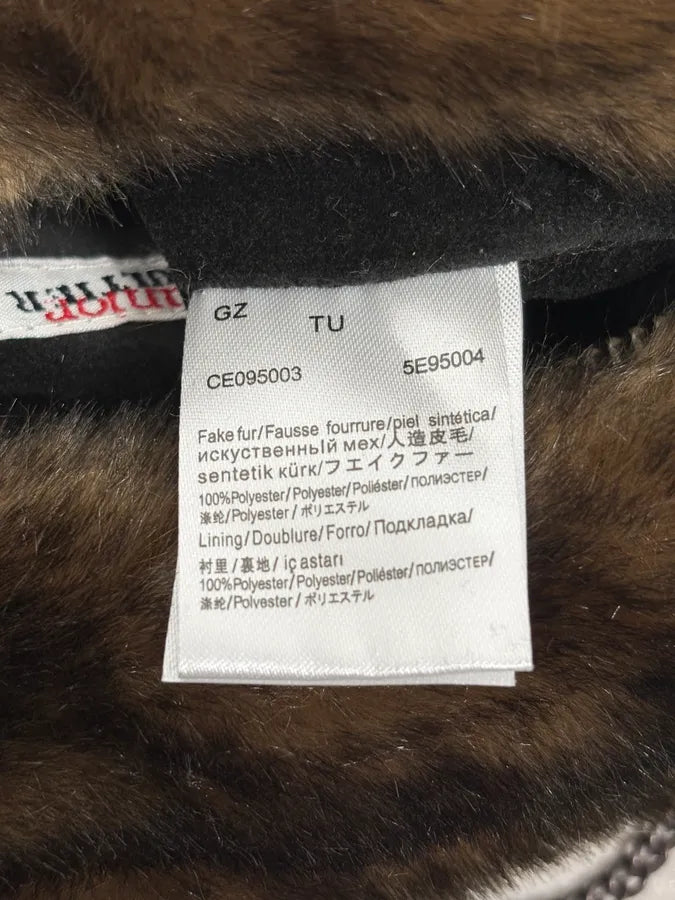 GZ TU
CE095003 5E95004
Fake fur/Fausse fourrure/piel sintética/
искуственный мех/人造皮毛/
sentetik kürk/フェイクファー
100%Polyester/Polyester/Poliéster/полиэстер/
涤纶/Polyester/ポリエステル
Lining/Doublure/Forro/Подкладка/
衬里/裏地/iç astarı
100%Polyester/Polyester/Poliéster/полиэстер/
涤纶/Polyester/ポリエステル